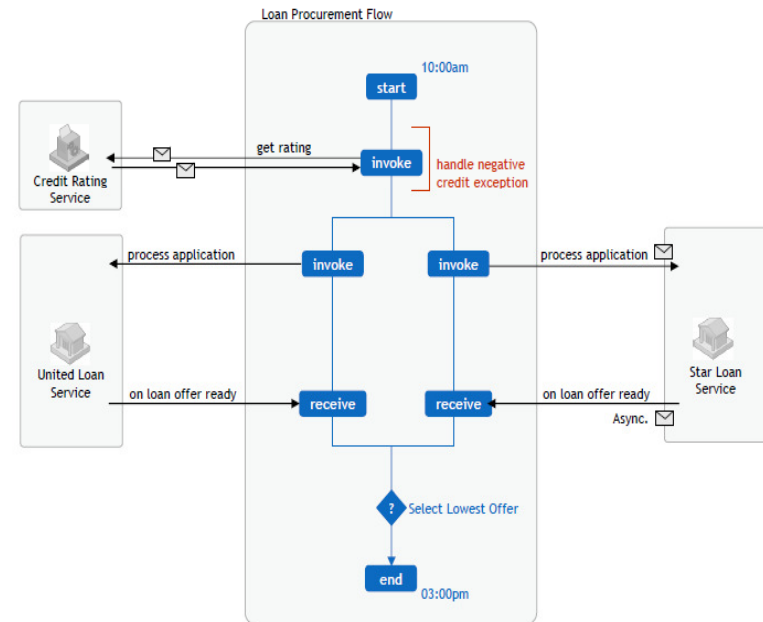 Loan Procurement Flow
10:00am
start
get rating
invoke
handle negative
credit exception
Credit Rating
Service
process application
invoke
invoke
process application
United Loan
Service
Star Loan
Service
on loan offer ready
receive
receive
on loan offer ready
Async.
?
Select Lowest Offer
end
03:00pm